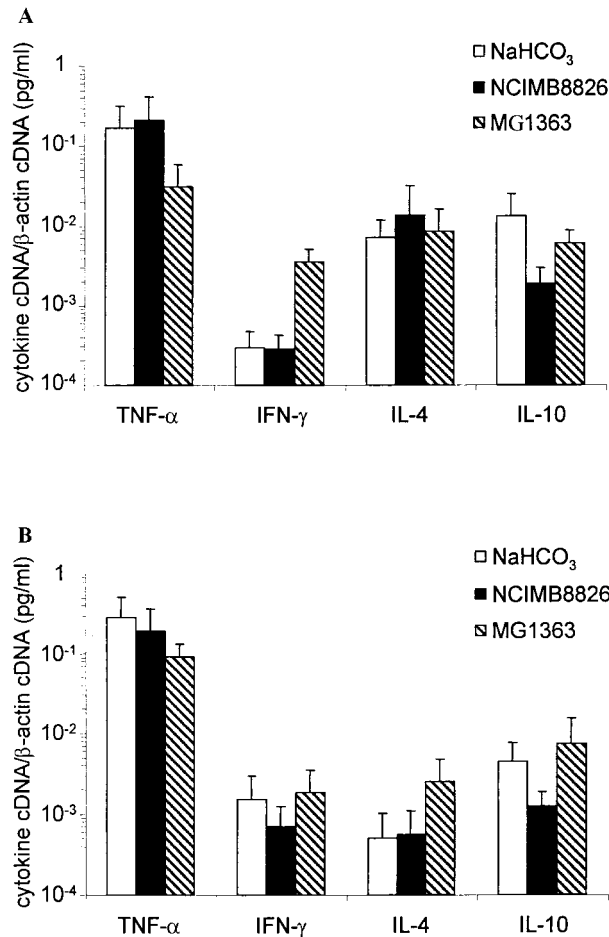 A
NaHCO₃
NCIMB8826
MG1363
cytokine cDNA/β-actin cDNA (pg/ml)
1
10⁻¹
10⁻²
10⁻³
10⁻⁴
TNF-α IFN-γ IL-4 IL-10
B
NaHCO₃
NCIMB8826
MG1363
cytokine cDNA/β-actin cDNA (pg/ml)
1
10⁻¹
10⁻²
10⁻³
10⁻⁴
TNF-α IFN-γ IL-4 IL-10